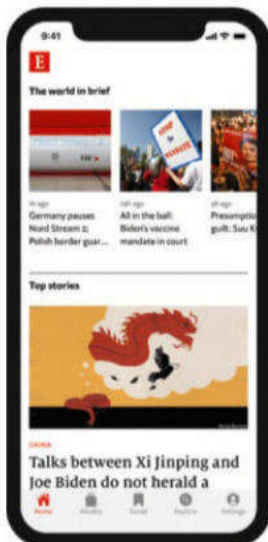 9:41
E
The world in brief
Germany pauses
Nord Stream 2;
Polish border guar...
All in the ball:
Biden's vaccine
mandate in court
Presumption
guilt: Suu K
Top stories
CHINA
Talks between Xi Jinping and
Joe Biden do not herald a
Home
Weekly
Saved
Explore
Settings